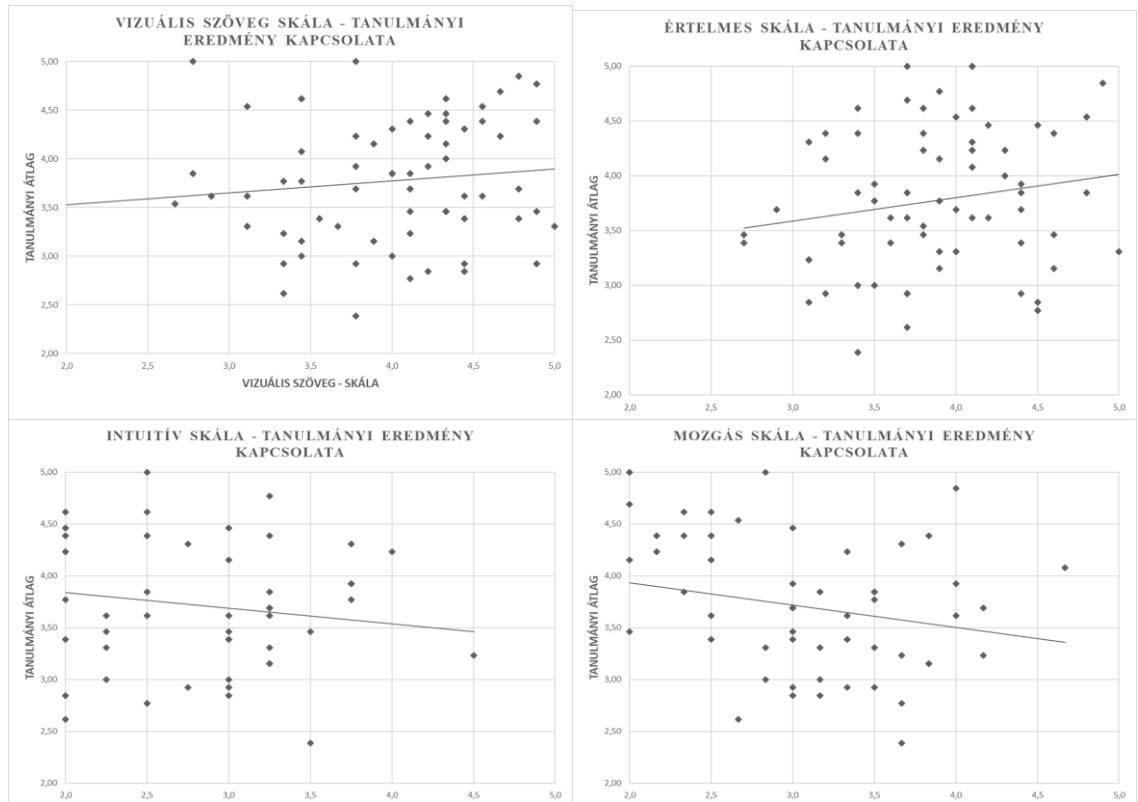 VIZUÁLIS SZÖVEG SKÁLA - TANULMÁNYI
EREDMÉNY KAPCSOLATA
TANULMÁNYI ÁTLAG
5,00
4,50
4,00
3,50
3,00
2,50
2,00
2,0 2,5 3,0 3,5 4,0 4,5 5,0
VIZUÁLIS SZÖVEG - SKÁLA
ÉRTELMES SKÁLA - TANULMÁNYI EREDMÉNY
KAPCSOLATA
TANULMÁNYI ÁTLAG
5,00
4,50
4,00
3,50
3,00
2,50
2,00
2,0 2,5 3,0 3,5 4,0 4,5 5,0
INTUITÍV SKÁLA - TANULMÁNYI EREDMÉNY
KAPCSOLATA
TANULMÁNYI ÁTLAG
5,00
4,50
4,00
3,50
3,00
2,50
2,00
2,0 2,5 3,0 3,5 4,0 4,5 5,0
MOZGÁS SKÁLA - TANULMÁNYI EREDMÉNY
KAPCSOLATA
TANULMÁNYI ÁTLAG
5,00
4,50
4,00
3,50
3,00
2,50
2,00
2,0 2,5 3,0 3,5 4,0 4,5 5,0